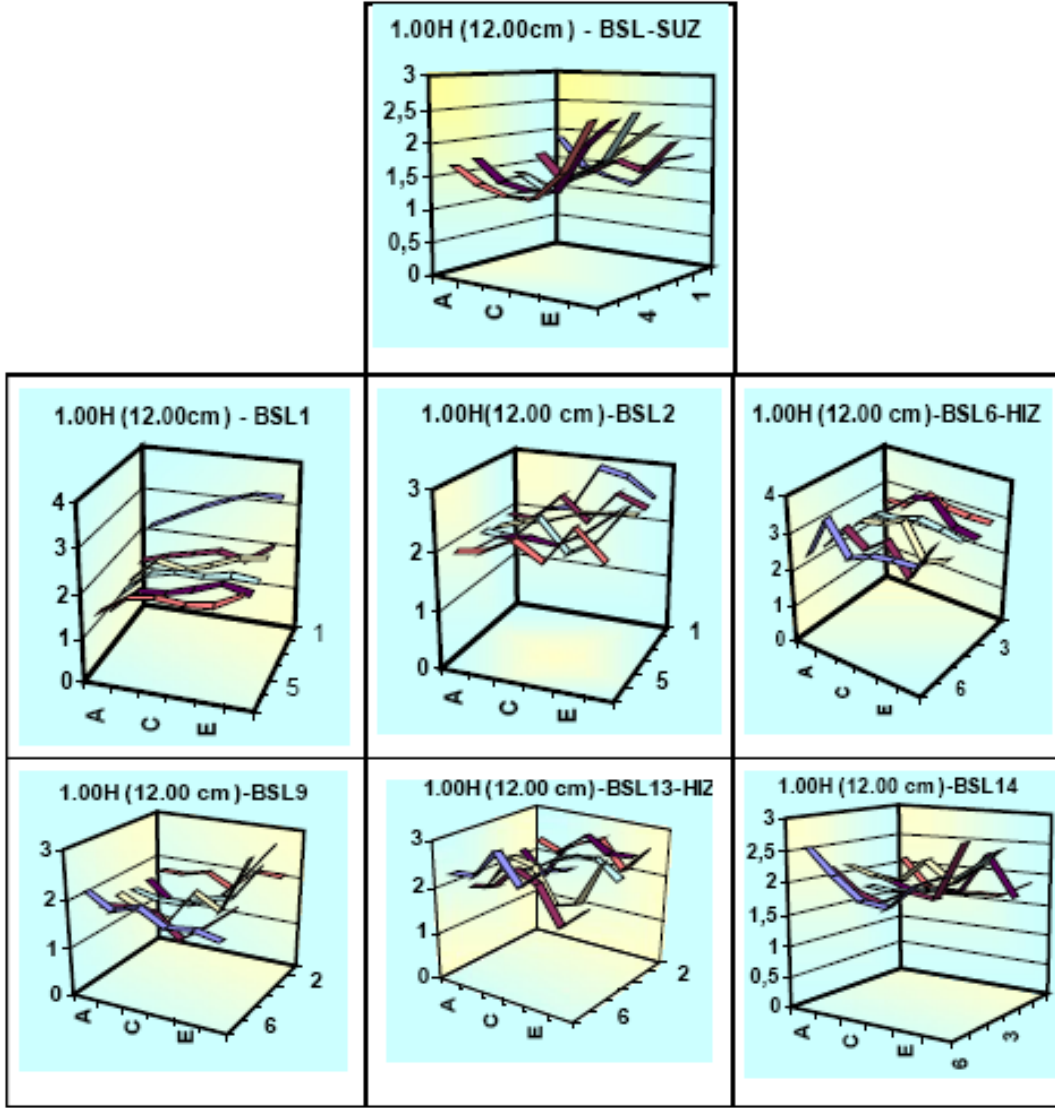 1.00H (12.00cm) - BSL-SUZ
3
2,5
2
1,5
1
0,5
0
A
C
E
4
1
1.00H (12.00cm) - BSL1
4
3
2
1
0
A
C
E
5
1
1.00H(12.00 cm)-BSL2
3
2
1
0
A
C
E
5
1
1.00H (12.00 cm)-BSL6-HIZ
4
3
2
1
0
A
C
E
6
3
1.00H (12.00 cm)-BSL9
3
2
1
0
A
C
E
6
2
1.00H (12.00 cm)-BSL13-HIZ
3
2
1
0
A
C
E
6
2
1.00H (12.00 cm)-BSL14
3
2,5
2
1,5
1
0,5
0
A
C
E
6
3